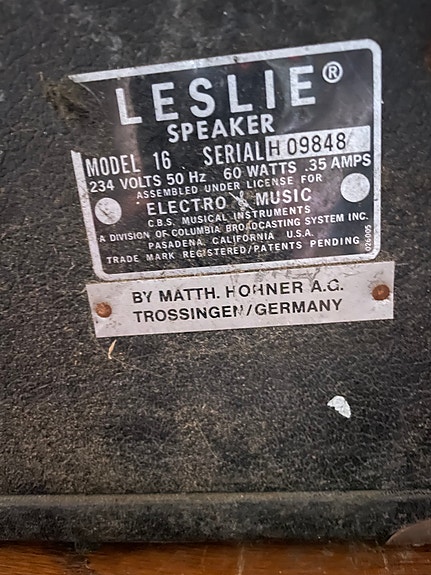 LESLIE®
SPEAKER
MODEL 16 SERIAL H 09848
234 VOLTS 50 Hz 60 WATTS .35 AMPS
ASSEMBLED UNDER LICENSE FOR
ELECTRO & MUSIC
C.B.S. MUSICAL INSTRUMENTS
A DIVISION OF COLUMBIA BROADCASTING SYSTEM INC.
PASADENA, CALIFORNIA U.S.A.
TRADE MARK REGISTERED/PATENTS PENDING
026005
BY MATTH. HOHNER A.G.
TROSSINGEN/GERMANY